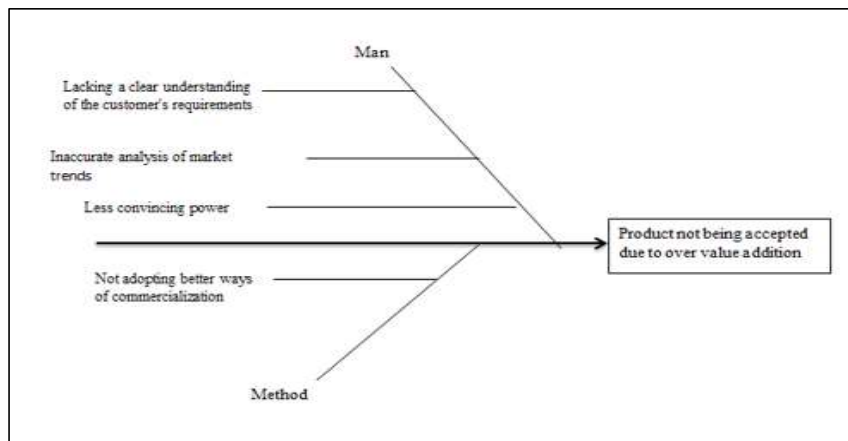 Man
Lacking a clear understanding
of the customer's requirements
Inaccurate analysis of market
trends
Less convincing power
Product not being accepted
due to over value addition
Not adopting better ways
of commercialization
Method